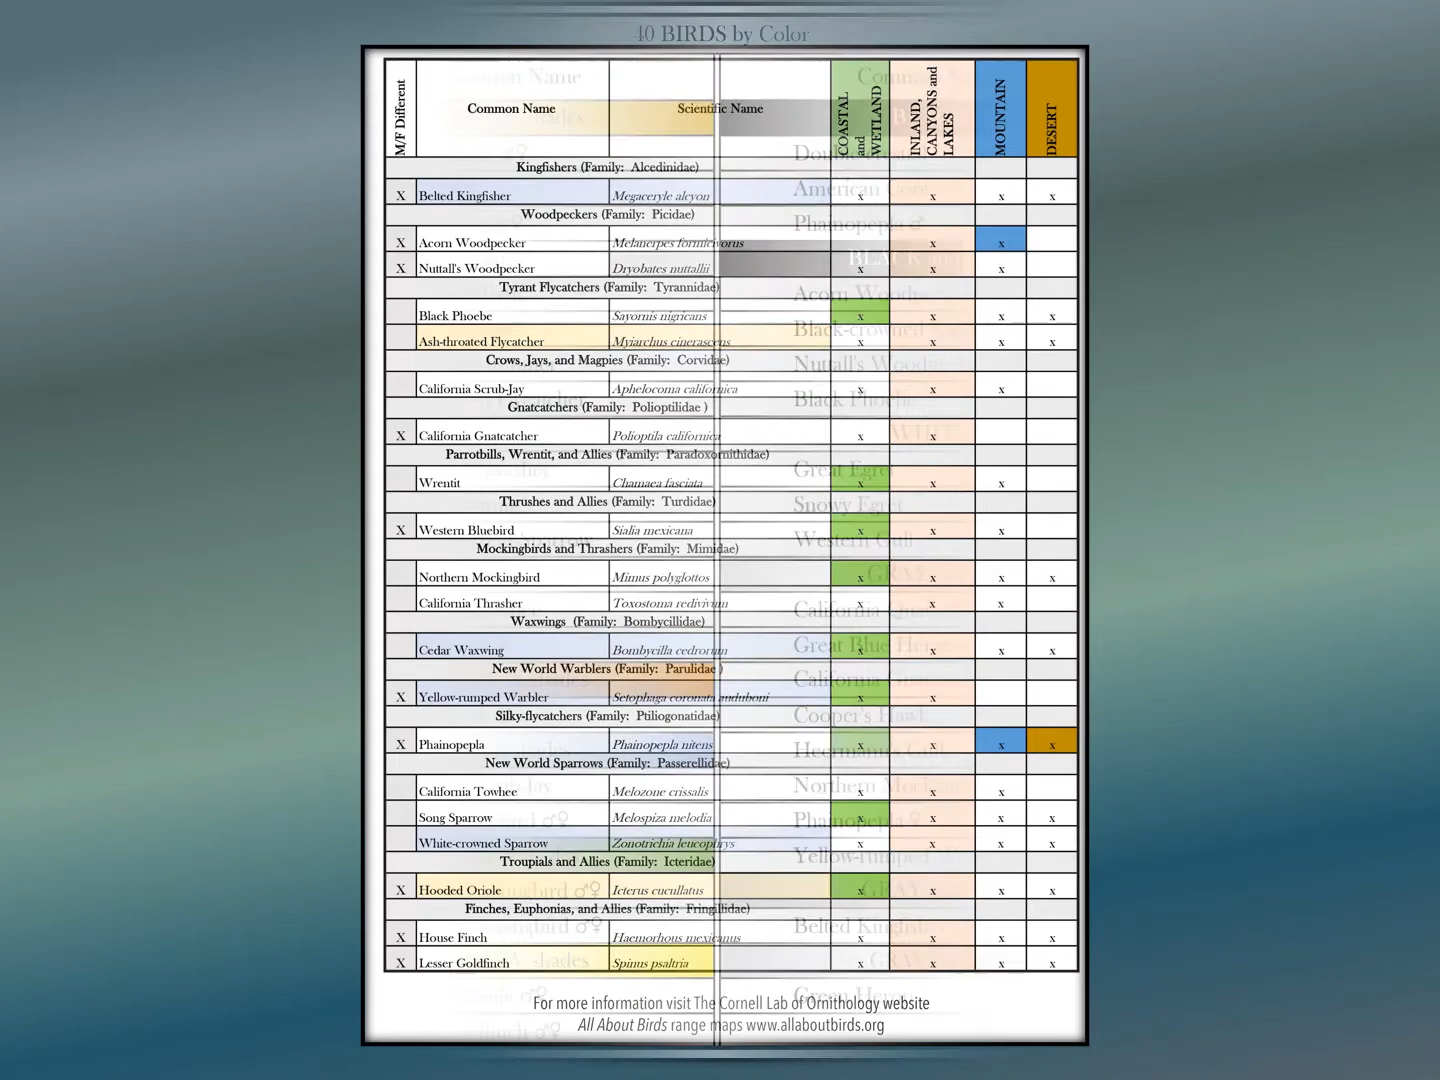 40 BIRDS by Color
M/F Different Common Name Scientific Name COASTAL and WETLAND INLAND, CANYONS and LAKES MOUNTAIN DESERT
Kingfishers (Family: Alcedinidae)
X Belted Kingfisher Megaceryle alcyon x x x x
Woodpeckers (Family: Picidae)
X Acorn Woodpecker Melanerpes formicivorus x x
X Nuttall's Woodpecker Dryobates nuttallii x x x
Tyrant Flycatchers (Family: Tyrannidae)
Black Phoebe Sayornis nigricans x x x x
Ash-throated Flycatcher Myiarchus cinerascens x x x x
Crows, Jays, and Magpies (Family: Corvidae)
California Scrub-Jay Aphelocoma californica x x x
Gnatcatchers (Family: Polioptilidae )
X California Gnatcatcher Polioptila californica x x
Parrotbills, Wrentit, and Allies (Family: Paradoxornithidae)
Wrentit Chamaea fasciata x x x
Thrushes and Allies (Family: Turdidae)
X Western Bluebird Sialia mexicana x x x
Mockingbirds and Thrashers (Family: Mimidae)
Northern Mockingbird Mimus polyglottos x x x x
California Thrasher Toxostoma redivivum x x x
Waxwings (Family: Bombycillidae)
Cedar Waxwing Bombycilla cedrorum x x x x
New World Warblers (Family: Parulidae )
X Yellow-rumped Warbler Setophaga coronata auduboni x x
Silky-flycatchers (Family: Ptiliogonatidae)
X Phainopepla Phainopepla nitens x x x x
New World Sparrows (Family: Passerellidae)
California Towhee Melozone crissalis x x x
Song Sparrow Melospiza melodia x x x x
White-crowned Sparrow Zonotrichia leucophrys x x x x
Troupials and Allies (Family: Icteridae)
X Hooded Oriole Icterus cucullatus x x x x
Finches, Euphonias, and Allies (Family: Fringillidae)
X House Finch Haemorhous mexicanus x x x x
X Lesser Goldfinch Spinus psaltria x x x x
For more information visit The Cornell Lab of Ornithology website
All About Birds range maps www.allaboutbirds.org